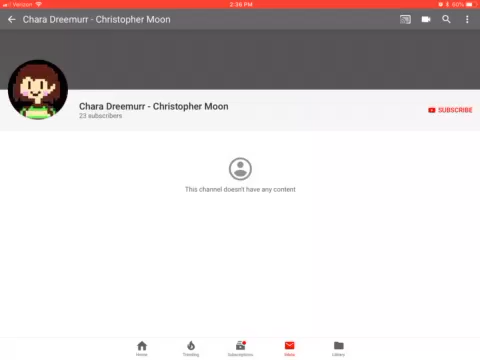 Verizon 2:36 PM 60%
Chara Dreemurr - Christopher Moon
Chara Dreemurr - Christopher Moon
23 subscribers
SUBSCRIBE
This channel doesn't have any content
Home Trending Subscriptions Inbox Library